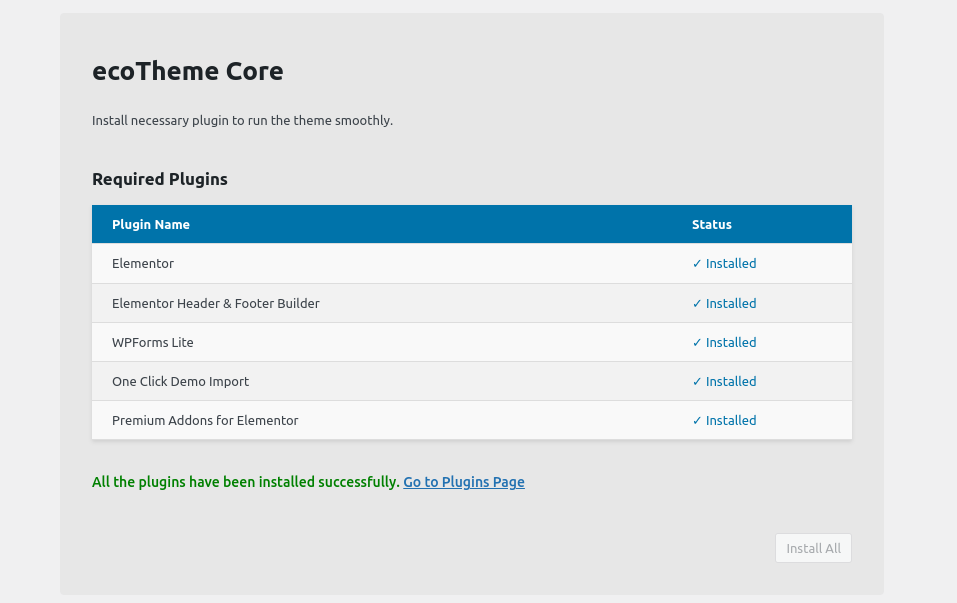 ecoTheme Core
Install necessary plugin to run the theme smoothly.
Required Plugins
Plugin Name Status
Elementor ✓ Installed
Elementor Header & Footer Builder ✓ Installed
WPForms Lite ✓ Installed
One Click Demo Import ✓ Installed
Premium Addons for Elementor ✓ Installed
All the plugins have been installed successfully. Go to Plugins Page
Install All